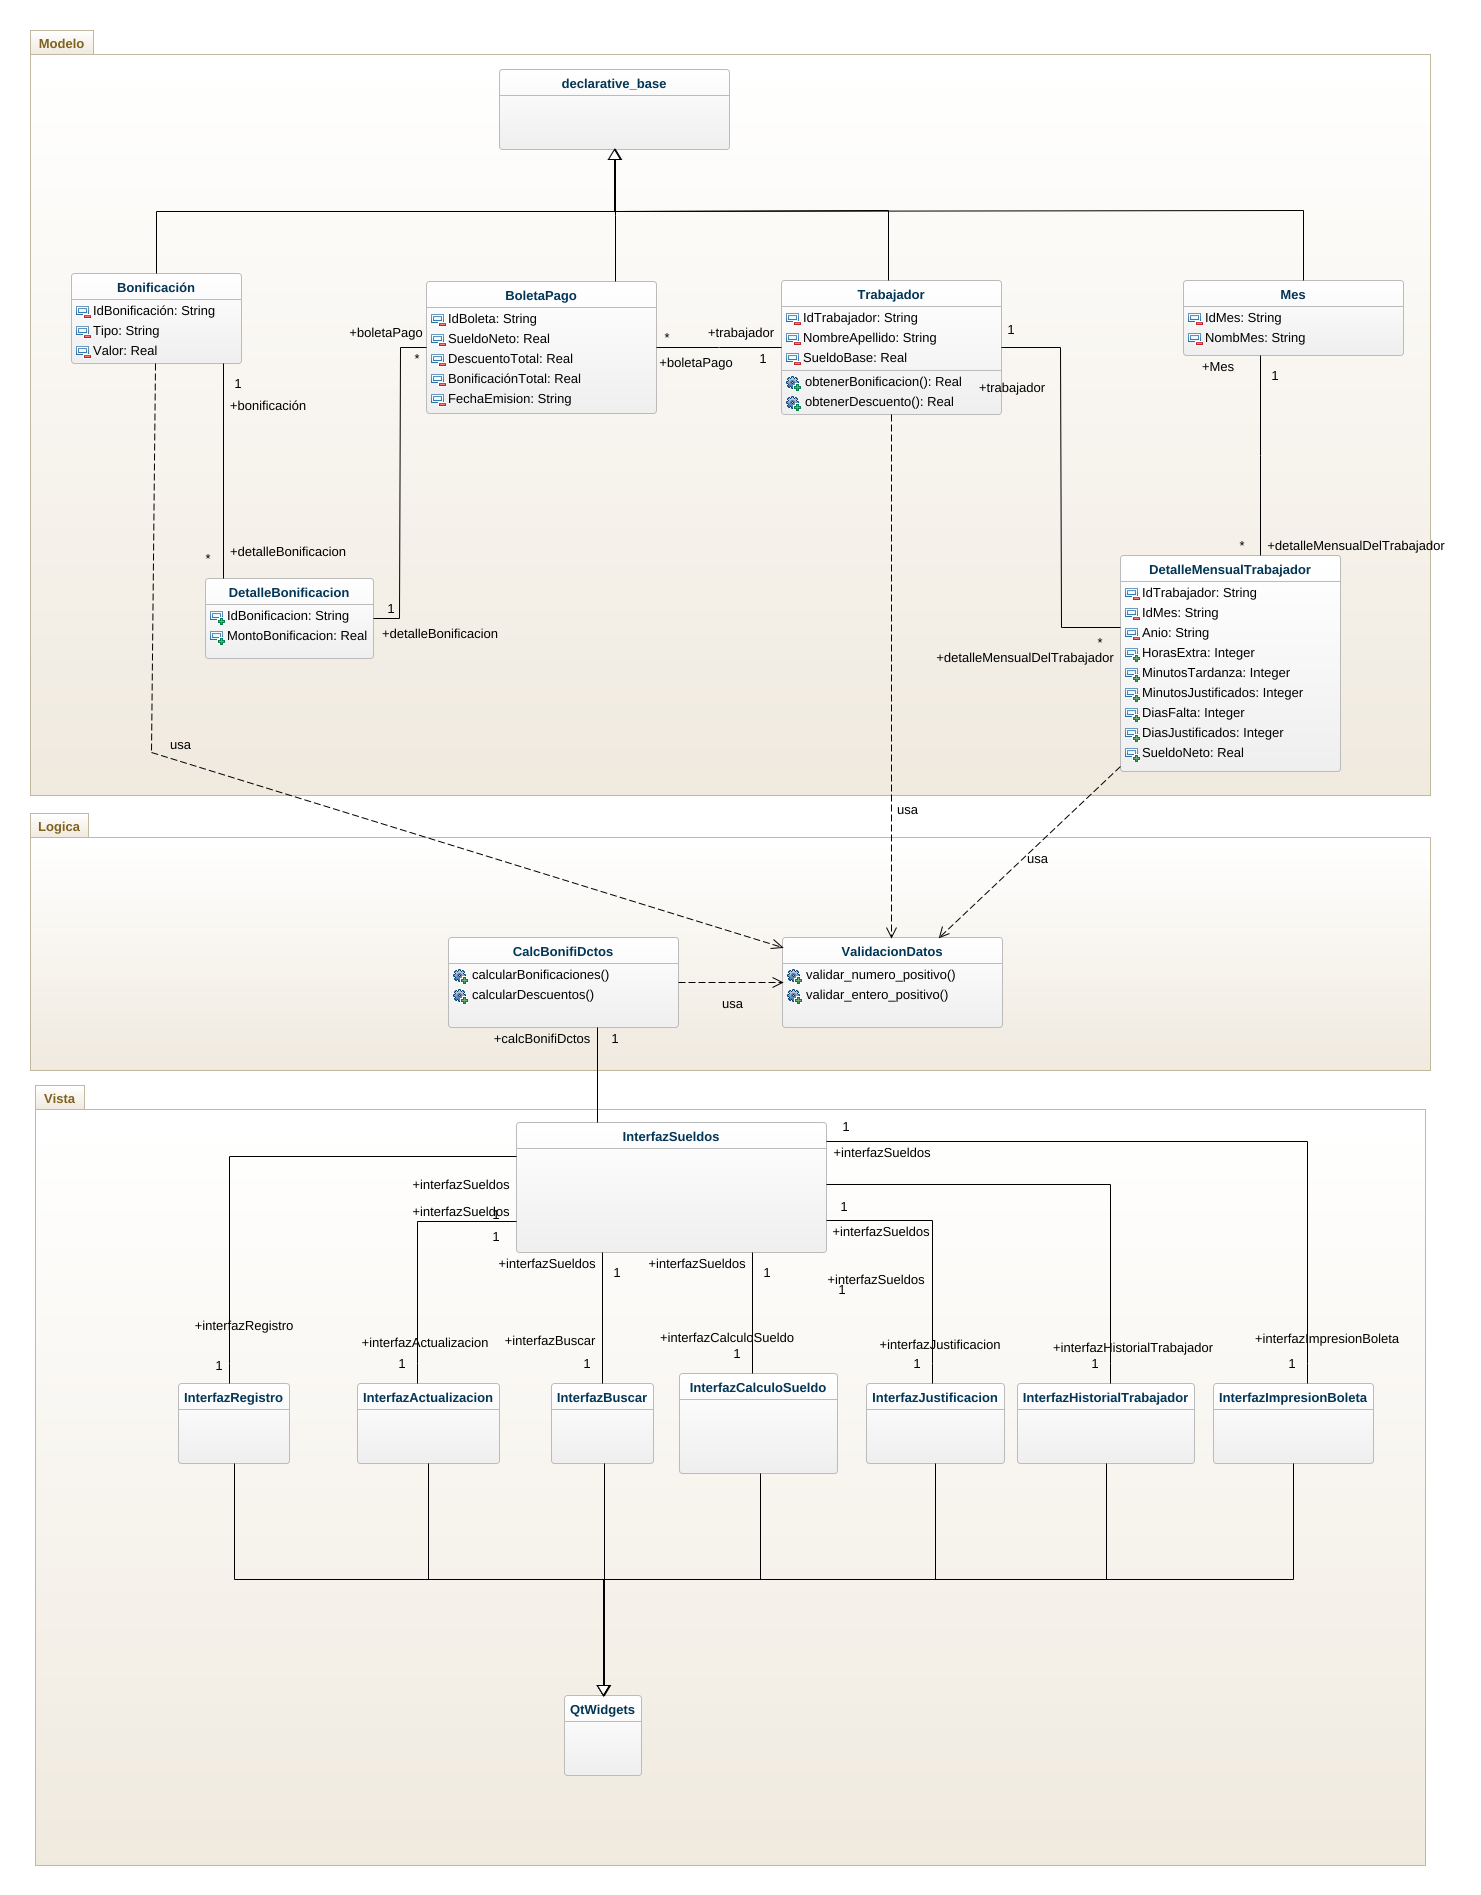 Modelo
declarative_base
Bonificación
IdBonificación: String
Tipo: String
Valor: Real
BoletaPago
IdBoleta: String
SueldoNeto: Real
DescuentoTotal: Real
BonificaciónTotal: Real
FechaEmision: String
Trabajador
IdTrabajador: String
NombreApellido: String
SueldoBase: Real
obtenerBonificacion(): Real
obtenerDescuento(): Real
Mes
IdMes: String
NombMes: String
+boletaPago
*
*
+boletaPago
+trabajador
1
1
+trabajador
+Mes
1
1
+bonificación
*
+detalleBonificacion
DetalleBonificacion
IdBonificacion: String
MontoBonificacion: Real
1
+detalleBonificacion
*
+detalleMensualDelTrabajador
*
+detalleMensualDelTrabajador
DetalleMensualTrabajador
IdTrabajador: String
IdMes: String
Anio: String
HorasExtra: Integer
MinutosTardanza: Integer
MinutosJustificados: Integer
DiasFalta: Integer
DiasJustificados: Integer
SueldoNeto: Real
usa
usa
usa
Logica
CalcBonifiDctos
calcularBonificaciones()
calcularDescuentos()
usa
ValidacionDatos
validar_numero_positivo()
validar_entero_positivo()
+calcBonifiDctos
1
Vista
InterfazSueldos
1
+interfazSueldos
+interfazSueldos
1
+interfazSueldos
1
1
+interfazSueldos
+interfazSueldos
1
+interfazSueldos
1
+interfazSueldos
1
+interfazRegistro
1
+interfazActualizacion
1
+interfazBuscar
1
+interfazCalculoSueldo
1
+interfazJustificacion
1
+interfazHistorialTrabajador
1
+interfazImpresionBoleta
1
InterfazRegistro
InterfazActualizacion
InterfazBuscar
InterfazCalculoSueldo
InterfazJustificacion
InterfazHistorialTrabajador
InterfazImpresionBoleta
QtWidgets